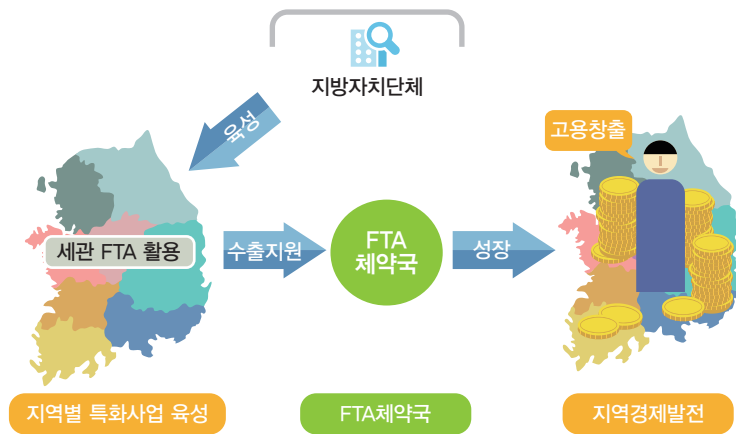 지방자치단체
육성
고용창출
세관 FTA 활용
수출지원
FTA
체약국
성장
지역별 특화사업 육성
FTA체약국
지역경제발전